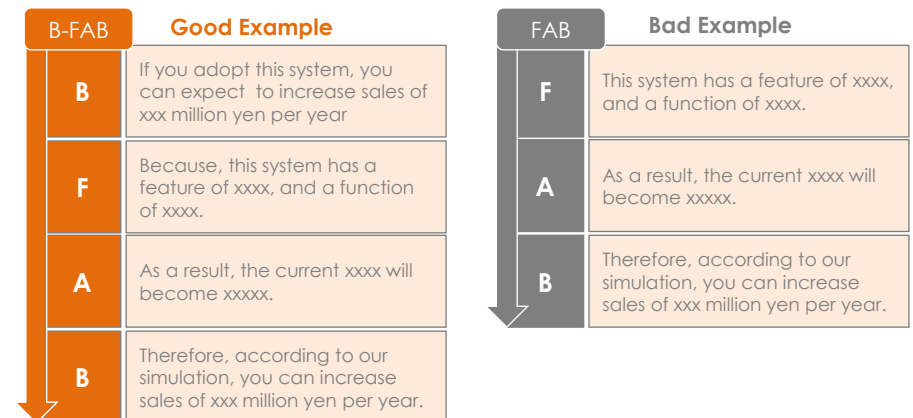 B-FAB
Good Example
B
If you adopt this system, you
can expect to increase sales of
xxx million yen per year
F
Because, this system has a
feature of xxxx, and a function
of xxxx.
A
As a result, the current xxxx will
become xxxxx.
B
Therefore, according to our
simulation, you can increase
sales of xxx million yen per year.
FAB
Bad Example
F
This system has a feature of xxxx,
and a function of xxxx.
A
As a result, the current xxxx will
become xxxxx.
B
Therefore, according to our
simulation, you can increase
sales of xxx million yen per year.